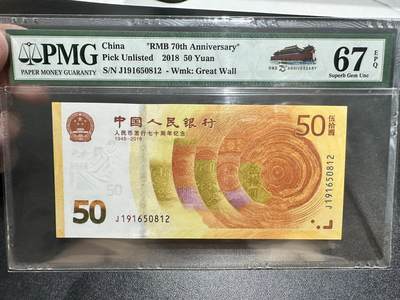 PMG
PAPER MONEY GUARANTY
China "RMB 70th Anniversary"
Pick Unlisted 2018 50 Yuan
S/N J191650812 - Wmk: Great Wall
67 EPQ
Superb Gem Unc
中国人民银行
人民币发行七十周年纪念
1948-2018
50 伍拾圆
50 J191650812
J191650812